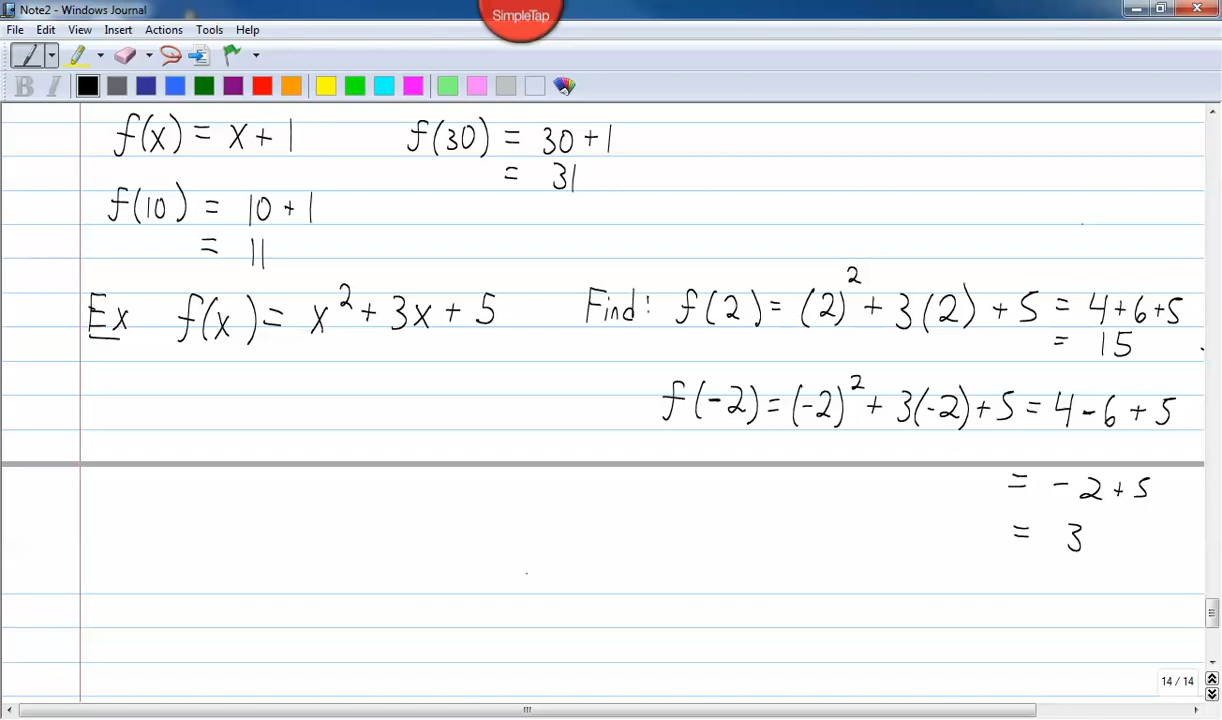 Note2 - Windows Journal
SimpleTap
File Edit View Insert Actions Tools Help
B I
f(x) = x + 1
f(30) = 30 + 1
= 31
f(10) = 10 + 1
= 11
Ex f(x) = x² + 3x + 5
Find: f(2) = (2)² + 3(2) + 5 = 4+6+5
= 15
f(-2) = (-2)² + 3(-2)+5 = 4-6+5
= -2+5
= 3
14 / 14